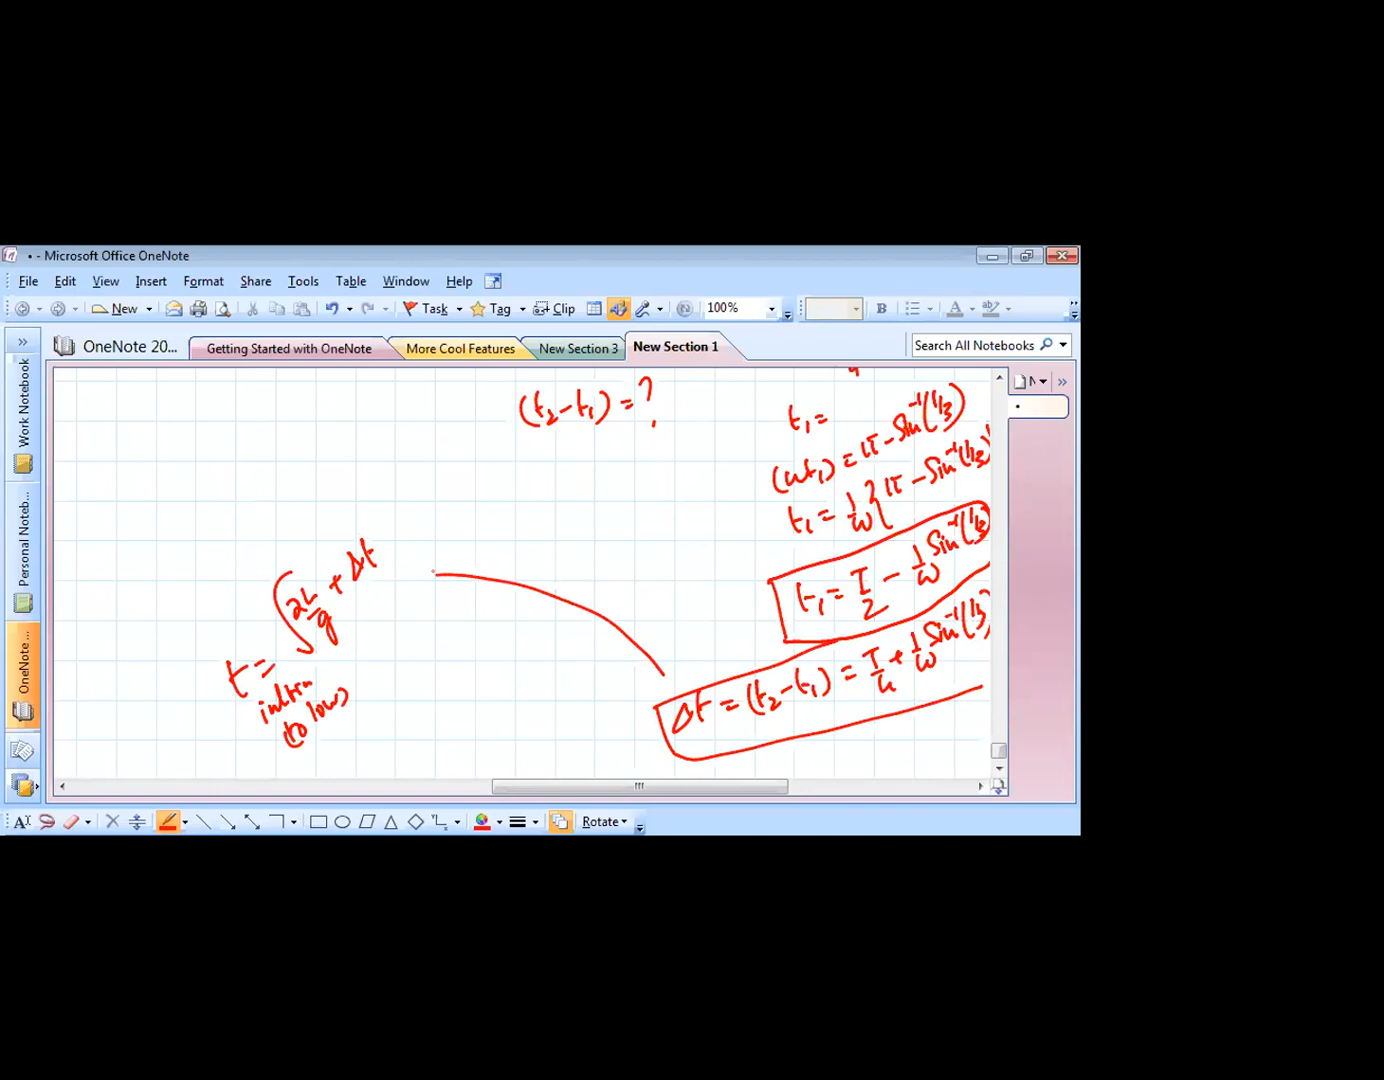 • - Microsoft Office OneNote
File Edit View Insert Format Share Tools Table Window Help
New Task Tag Clip 100% B A ab
OneNote 20... Getting Started with OneNote More Cool Features New Section 3 New Section 1 Search All Notebooks
Work Notebook
Personal Noteb...
OneNote ...
N
•
(t₂-t₁) = ?
t₁ =
(ωt₁) = π - Sin⁻¹(1/3)
t₁ = 1/ω {π - Sin⁻¹(1/3)
t₁ = T/2 - 1/ω Sin⁻¹(1/3)
Δt = (t₂-t₁) = T/4 + 1/ω Sin⁻¹(1/3)
t = √2h/g + Δt
Rotate